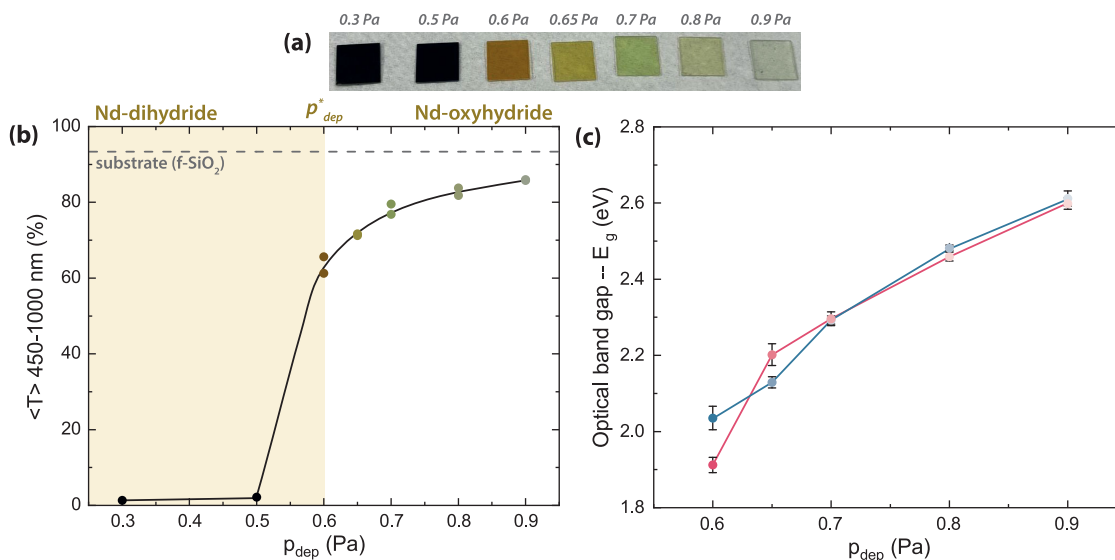 0.3 Pa 0.5 Pa 0.6 Pa 0.65 Pa 0.7 Pa 0.8 Pa 0.9 Pa
(a)
Nd-dihydride p*dep Nd-oxyhydride
(b)
substrate (f-SiO2)
<T> 450-1000 nm (%)
100
80
60
40
20
0
0.3 0.4 0.5 0.6 0.7 0.8 0.9
pdep (Pa)
(c)
Optical band gap -- Eg (eV)
2.8
2.6
2.4
2.2
2.0
1.8
0.6 0.7 0.8 0.9
pdep (Pa)